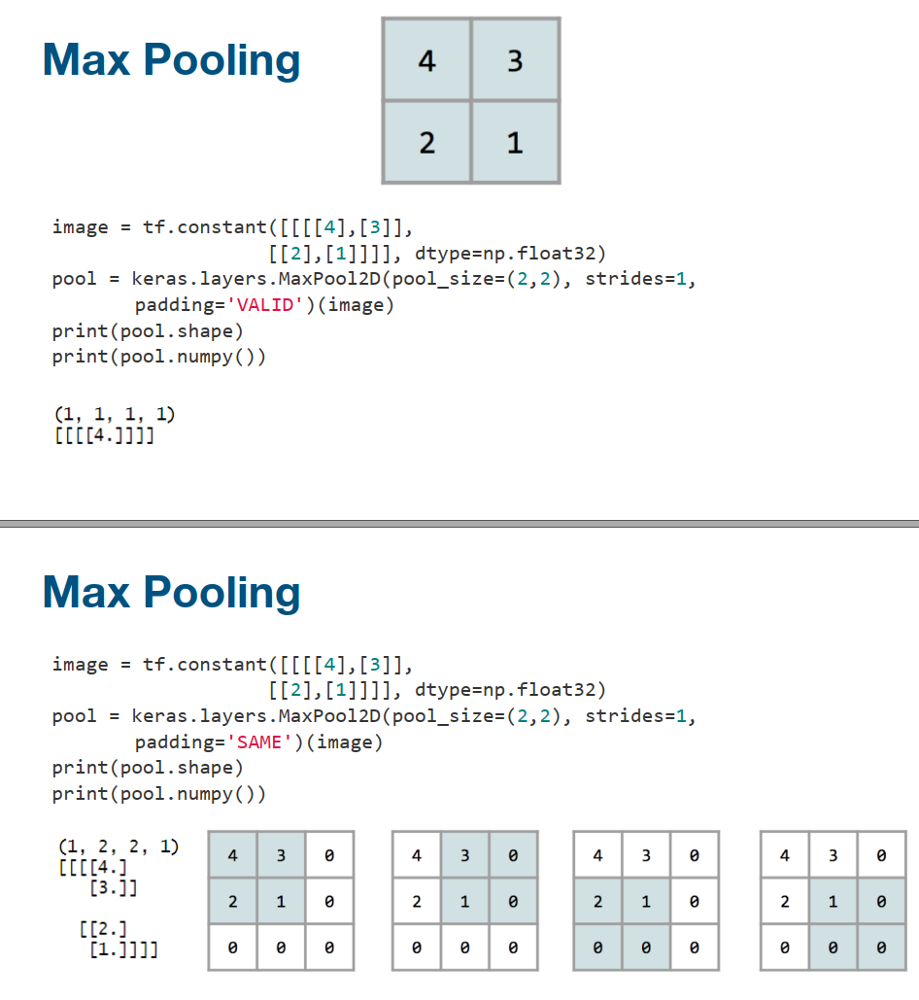 Max Pooling
4 3
2 1
image = tf.constant([[[[4],[3]],
[[2],[1]]]], dtype=np.float32)
pool = keras.layers.MaxPool2D(pool_size=(2,2), strides=1,
padding='VALID')(image)
print(pool.shape)
print(pool.numpy())
(1, 1, 1, 1)
[[[[4.]]]]
Max Pooling
image = tf.constant([[[[4],[3]],
[[2],[1]]]], dtype=np.float32)
pool = keras.layers.MaxPool2D(pool_size=(2,2), strides=1,
padding='SAME')(image)
print(pool.shape)
print(pool.numpy())
(1, 2, 2, 1)
[[[[4.]
[3.]]
[[2.]
[1.]]]]
4 3 0
2 1 0
0 0 0
4 3 0
2 1 0
0 0 0
4 3 0
2 1 0
0 0 0
4 3 0
2 1 0
0 0 0